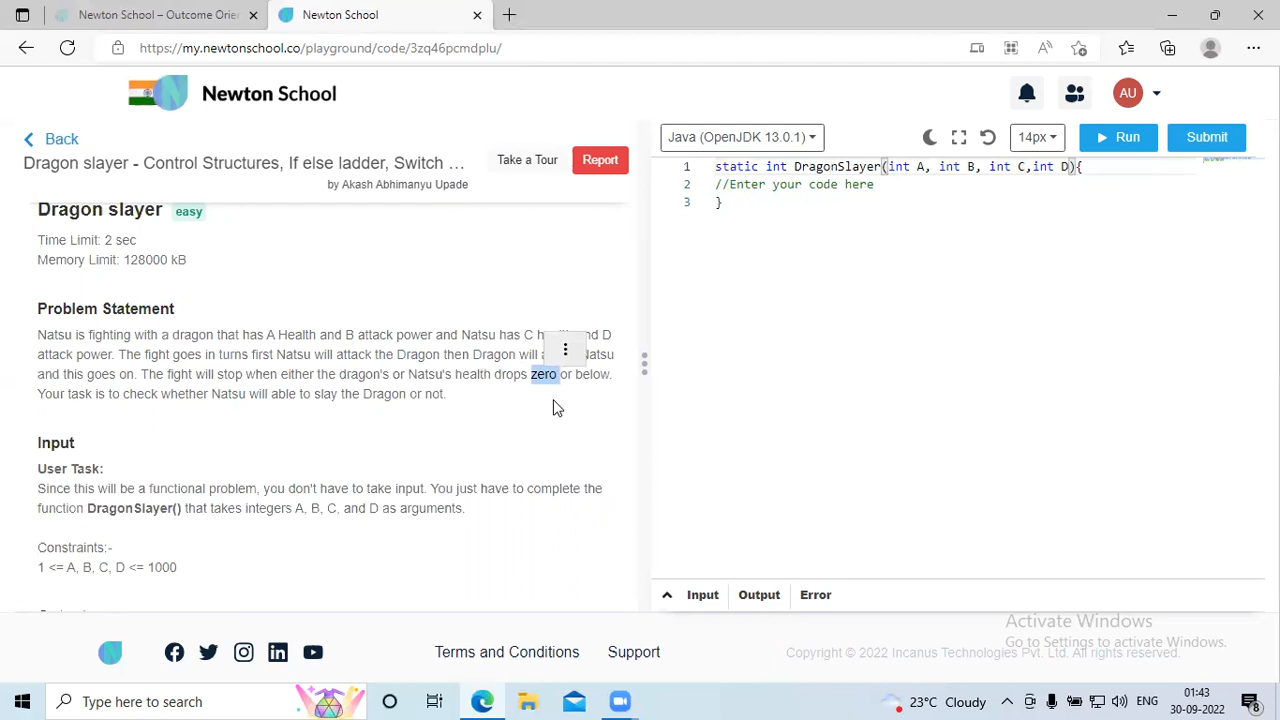 Newton School - Outcome Orie
Newton School
https://my.newtonschool.co/playground/code/3zq46pcmdplu/
Newton School
AU
Back
Dragon slayer - Control Structures, If else ladder, Switch ...
by Akash Abhimanyu Upade
Take a Tour
Report
Java (OpenJDK 13.0.1)
14px
Run
Submit
Dragon slayer easy
Time Limit: 2 sec
Memory Limit: 128000 kB
Problem Statement
Natsu is fighting with a dragon that has A Health and B attack power and Natsu has C D
attack power. The fight goes in turns first Natsu will attack the Dragon then Dragon will
and this goes on. The fight will stop when either the dragon's or Natsu's health drops zero or below.
Your task is to check whether Natsu will able to slay the Dragon or not.
Input
User Task:
Since this will be a functional problem, you don't have to take input. You just have to complete the
function DragonSlayer() that takes integers A, B, C, and D as arguments.
Constraints:-
1 <= A, B, C, D <= 1000
1 static int DragonSlayer(int A, int B, int C,int D){
2 //Enter your code here
3 }
Input Output Error
Activate Windows
Go to Settings to activate Windows.
Terms and Conditions
Support
Copyright © 2022 Incanus Technologies Pvt. Ltd. All rights reserved.
Type here to search
23°C Cloudy
ENG
01:43
30-09-2022
8